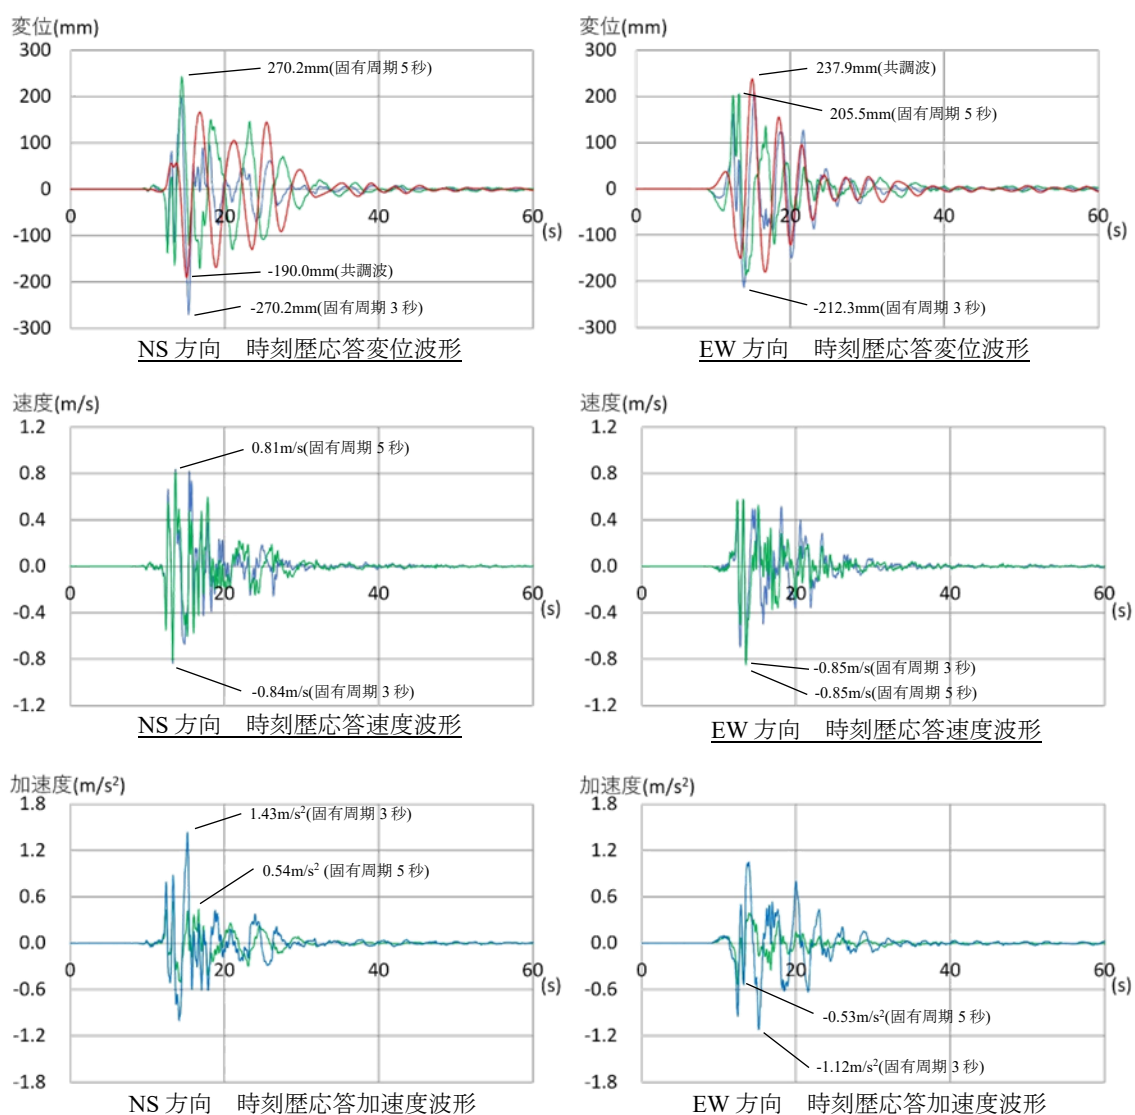 変位(mm)
300
200
100
0
-100
-200
-300
0
20
40
60
(s)
270.2mm(固有周期 5 秒)
-190.0mm(共調波)
-270.2mm(固有周期 3 秒)
NS 方向　時刻歴応答変位波形
変位(mm)
300
200
100
0
-100
-200
-300
0
20
40
60
(s)
237.9mm(共調波)
205.5mm(固有周期 5 秒)
-212.3mm(固有周期 3 秒)
EW 方向　時刻歴応答変位波形
速度(m/s)
1.2
0.8
0.4
0.0
-0.4
-0.8
-1.2
0
20
40
60
(s)
0.81m/s(固有周期 5 秒)
-0.84m/s(固有周期 3 秒)
NS 方向　時刻歴応答速度波形
速度(m/s)
1.2
0.8
0.4
0.0
-0.4
-0.8
-1.2
0
20
40
60
(s)
-0.85m/s(固有周期 3 秒)
-0.85m/s(固有周期 5 秒)
EW 方向　時刻歴応答速度波形
加速度(m/s²)
1.8
1.2
0.6
0.0
-0.6
-1.2
-1.8
0
20
40
60
(s)
1.43m/s²(固有周期 3 秒)
0.54m/s² (固有周期 5 秒)
NS 方向　時刻歴応答加速度波形
加速度(m/s²)
1.8
1.2
0.6
0.0
-0.6
-1.2
-1.8
0
20
40
60
(s)
-0.53m/s²(固有周期 5 秒)
-1.12m/s²(固有周期 3 秒)
EW 方向　時刻歴応答加速度波形